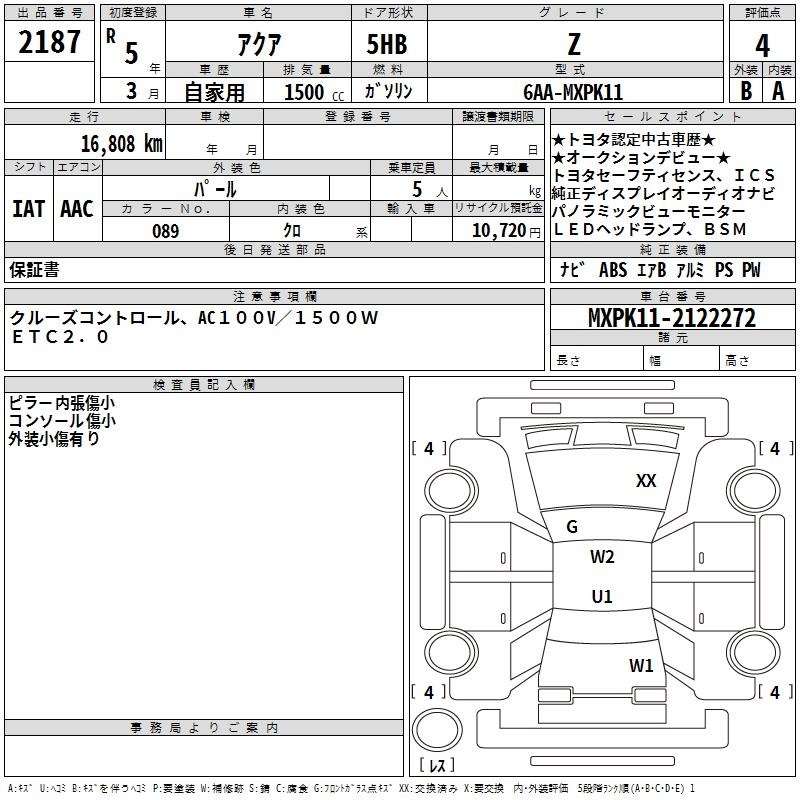 出品番号
2187
初度登録
R 5 年
3 月
車名
アクア
ドア形状
5HB
グレード
Z
評価点
4
車歴
自家用
排気量
1500 CC
燃料
ガソリン
型式
6AA-MXPK11
外装 内装
B A
走行
16,808 km
車検
年 月
登録番号
譲渡書類期限
月 日
シフト エアコン
IAT AAC
外装色
パール
乗車定員
5 人
最大積載量
kg
カラーNo.
089
内装色
クロ 系
輸入車
リサイクル預託金
10,720 円
後日発送部品
保証書
セールスポイント
★トヨタ認定中古車歴★
★オークションデビュー★
トヨタセーフティセンス、ICS
純正ディスプレイオーディオナビ
パノラミックビューモニター
LEDヘッドランプ、BSM
純正装備
ナビ ABS エアB アルミ PS PW
注意事項欄
クルーズコントロール、AC100V/1500W
ETC2.0
車台番号
MXPK11-2122272
諸元
長さ 幅 高さ
検査員記入欄
ピラー内張傷小
コンソール傷小
外装小傷有り
事務局よりご案内
[ 4 ] [ 4 ]
XX
G
W2
U1
W1
[ 4 ] [ 4 ]
[ レス ]
A:キズ U:ヘコミ B:キズを伴うヘコミ P:要塗装 W:補修跡 S:錆 C:腐食 G:フロントガラス点キズ XX:交換済み X:要交換 内・外装評価 5段階ランク順(A・B・C・D・E) 1